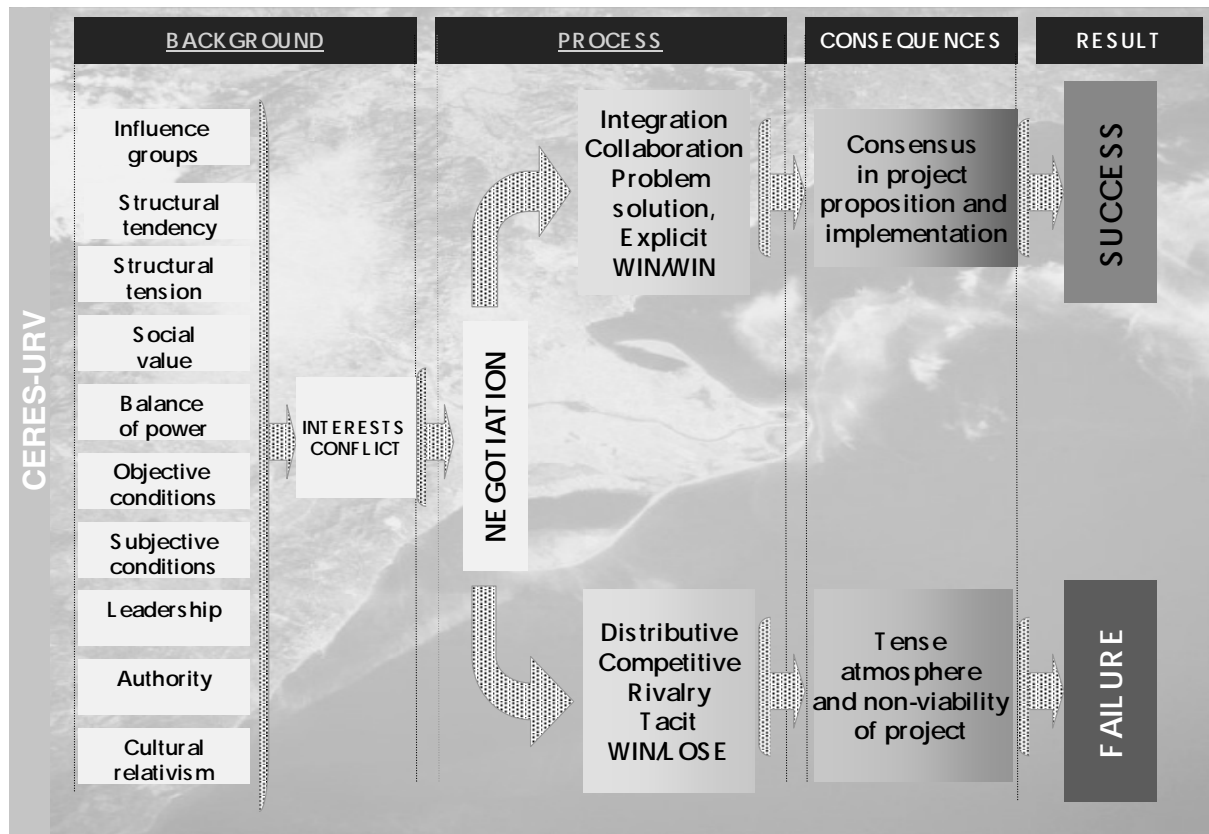 BACKGROUND
PROCESS
CONSEQUENCES
RESULT
CERES-URV
Influence
groups
Structural
tendency
Structural
tension
Social
value
Balance
of power
Objective
conditions
Subjective
conditions
Leadership
Authority
Cultural
relativism
INTERESTS
CONFLICT
NEGOTIATION
Integration
Collaboration
Problem
solution,
Explicit
WIN/WIN
Consensus
in project
proposition and
implementation
SUCCESS
Distributive
Competitive
Rivalry
Tacit
WIN/LOSE
Tense
atmosphere
and non-viability
of project
FAILURE